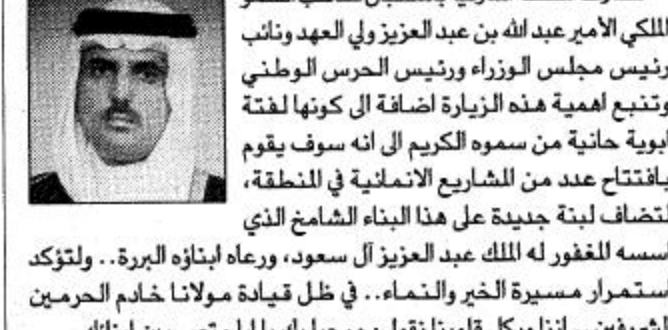 الملكي الأمير عبد الله بن عبد العزيز ولي العهد ونائب
رئيس مجلس الوزراء ورئيس الحرس الوطني
وتنبع اهمية هذه الزيارة اضافة الى كونها لفتة
ابوية حانية من سموه الكريم الى انه سوف يقوم
بافتتاح عدد من المشاريع الانمائية في المنطقة،
لتضاف لبنة جديدة على هذا البناء الشامخ الذي
اسسه المغفور له الملك عبد العزيز آل سعود، ورعاه ابناؤه البررة.. ولتؤكد
استمرار مسيرة الخير والنماء.. في ظل قيادة مولانا خادم الحرمين